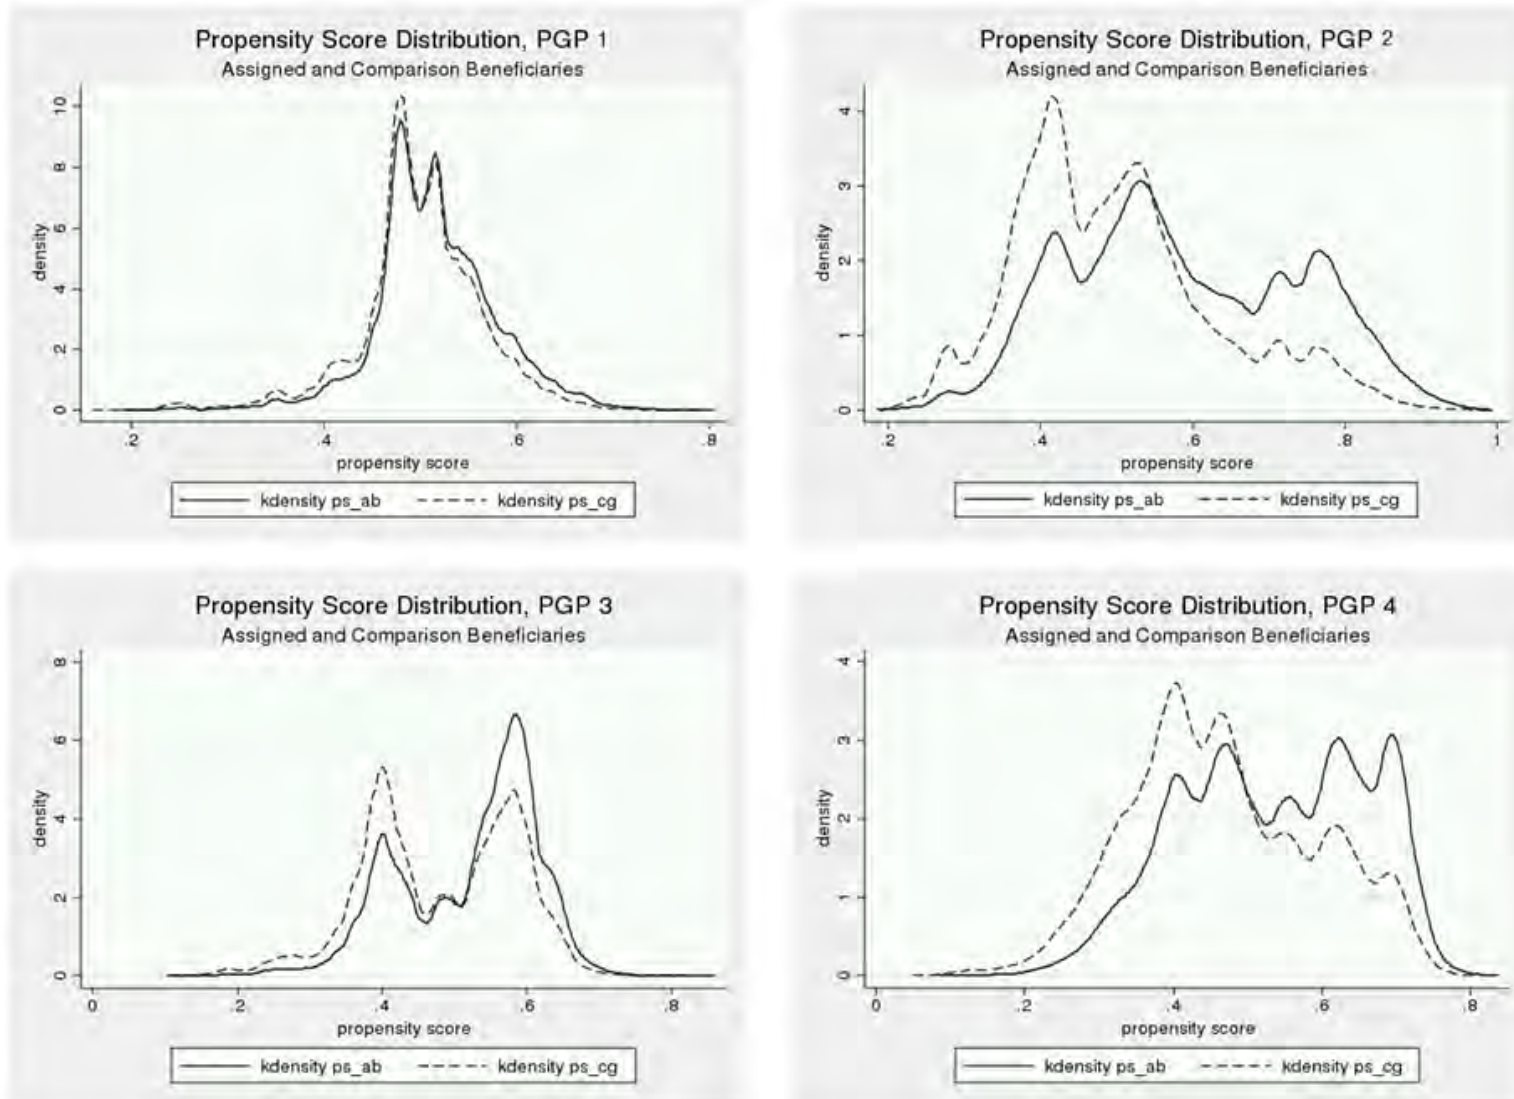 Propensity Score Distribution, PGP 1
Assigned and Comparison Beneficiaries
density
10
8
6
4
2
0
.2
.4
.6
.8
propensity score
kdensity ps_ab
kdensity ps_cg
Propensity Score Distribution, PGP 2
Assigned and Comparison Beneficiaries
density
4
3
2
1
0
.2
.4
.6
.8
1
propensity score
kdensity ps_ab
kdensity ps_cg
Propensity Score Distribution, PGP 3
Assigned and Comparison Beneficiaries
density
8
6
4
2
0
0
.2
.4
.6
.8
propensity score
kdensity ps_ab
kdensity ps_cg
Propensity Score Distribution, PGP 4
Assigned and Comparison Beneficiaries
density
4
3
2
1
0
0
.2
.4
.6
.8
propensity score
kdensity ps_ab
kdensity ps_cg